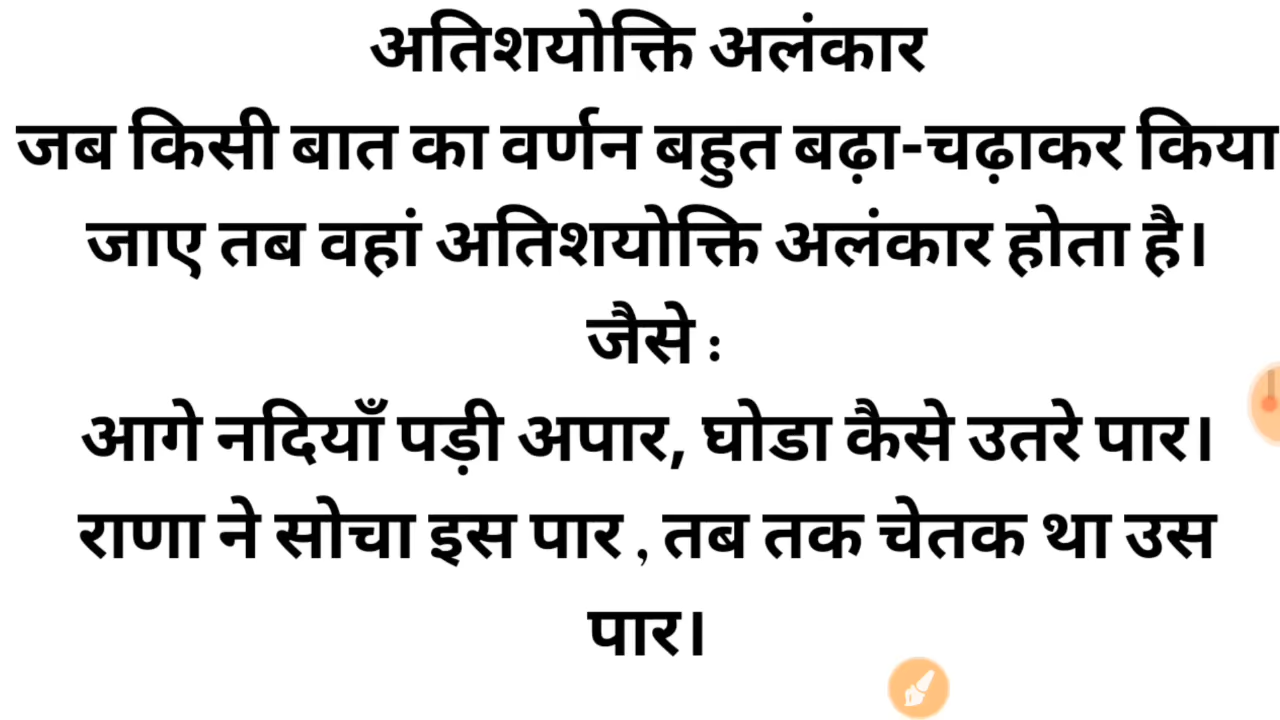 अतिशयोक्ति अलंकार
जब किसी बात का वर्णन बहुत बढ़ा-चढ़ाकर किया
जाए तब वहां अतिशयोक्ति अलंकार होता है।
जैसे :
आगे नदियाँ पड़ी अपार, घोडा कैसे उतरे पार।
राणा ने सोचा इस पार , तब तक चेतक था उस
पार।